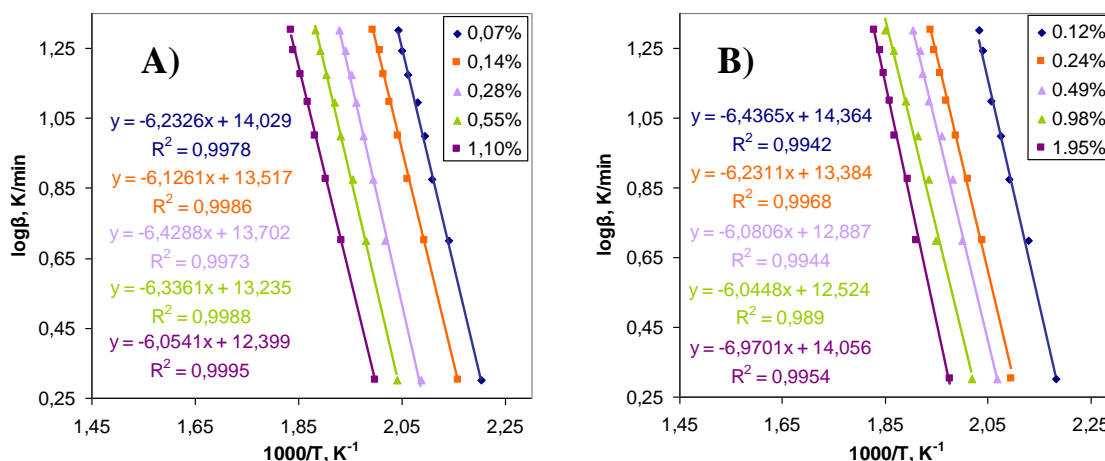 A)
0,07%
0,14%
0,28%
0,55%
1,10%
y = -6,2326x + 14,029
R² = 0,9978
y = -6,1261x + 13,517
R² = 0,9986
y = -6,4288x + 13,702
R² = 0,9973
y = -6,3361x + 13,235
R² = 0,9988
y = -6,0541x + 12,399
R² = 0,9995
logβ, K/min
1,25
1,05
0,85
0,65
0,45
0,25
1,45
1,65
1,85
2,05
2,25
1000/T, K⁻¹
B)
0.12%
0.24%
0.49%
0.98%
1.95%
y = -6,4365x + 14,364
R² = 0,9942
y = -6,2311x + 13,384
R² = 0,9968
y = -6,0806x + 12,887
R² = 0,9944
y = -6,0448x + 12,524
R² = 0,989
y = -6,9701x + 14,056
R² = 0,9954
logβ, K/min
1,25
1,05
0,85
0,65
0,45
0,25
1,45
1,65
1,85
2,05
2,25
1000/T, K⁻¹